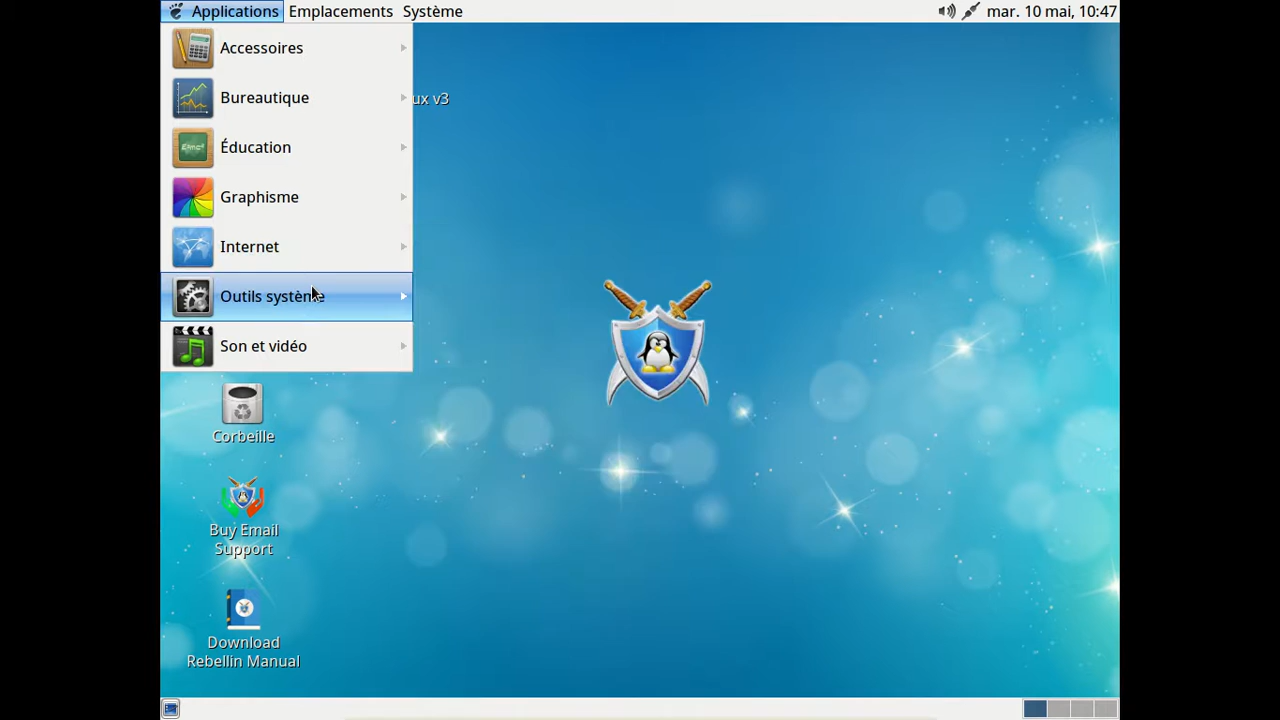 Applications Emplacements Système mar. 10 mai, 10:47
Accessoires
Bureautique
ux v3
Éducation
Graphisme
Internet
Outils système
Son et vidéo
Corbeille
Buy Email
Support
Download
Rebellin Manual